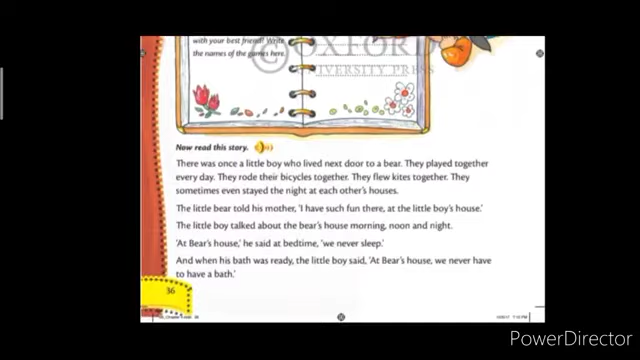 with your best friend? Write
the names of the games here.
© OXFORD
UNIVERSITY PRESS
Now read this story.
There was once a little boy who lived next door to a bear. They played together
every day. They rode their bicycles together. They flew kites together. They
sometimes even stayed the night at each other's houses.
The little bear told his mother, 'I have such fun there, at the little boy's house.'
The little boy talked about the bear's house morning, noon and night.
'At Bear's house,' he said at bedtime, 'we never sleep.'
And when his bath was ready, the little boy said, 'At Bear's house, we never have
to have a bath.'
36
PowerDirector